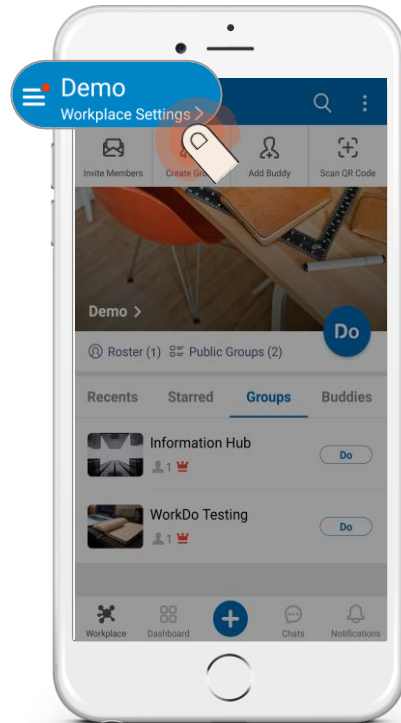 Demo
Workplace Settings >
Invite Members
Add Buddy
Scan QR Code
Demo >
Do
Roster (1) Public Groups (2)
Recents Starred Groups Buddies
Information Hub
1
Do
WorkDo Testing
1
Do
Workplace Dashboard Chats Notifications